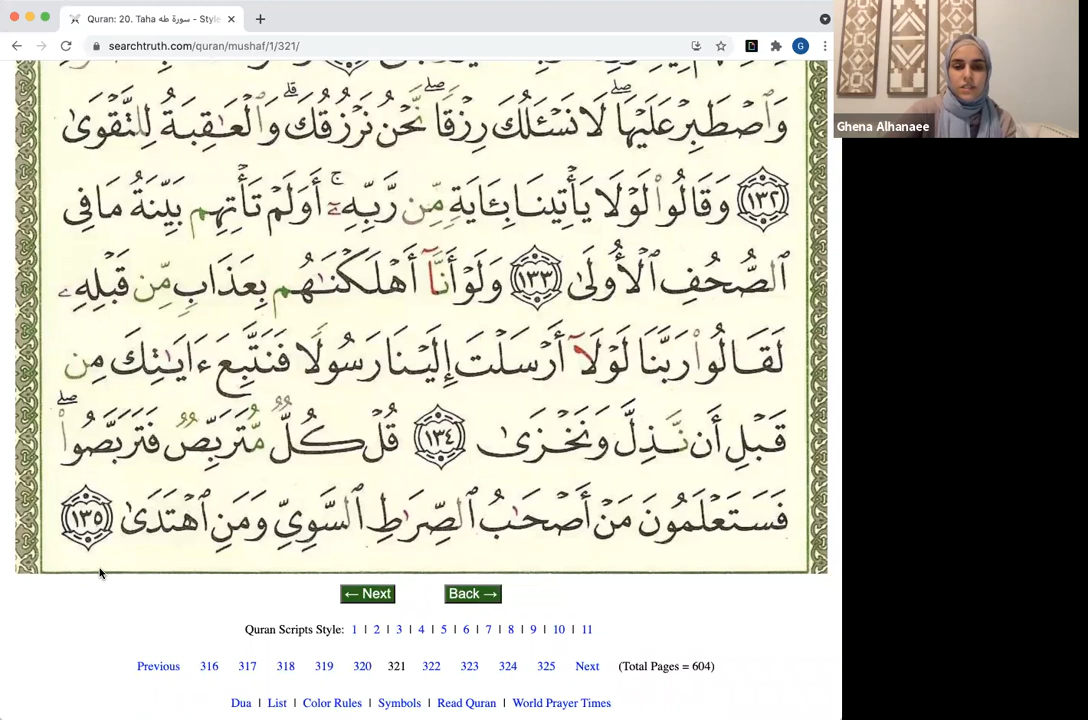 Quran: 20. Taha سورة طه - Style
searchtruth.com/quran/mushaf/1/321/
G
Ghena Alhanaee
وَٱصۡطَبِرۡ عَلَيۡهَاۖ لَا نَسۡـَٔلُكَ رِزۡقٗاۖ نَّحۡنُ نَرۡزُقُكَۗ وَٱلۡعَٰقِبَةُ لِلتَّقۡوَىٰ
١٣٢ وَقَالُواْ لَوۡلَا يَأۡتِينَا بِـَٔايَةٖ مِّن رَّبِّهِۦٓۚ أَوَلَمۡ تَأۡتِهِم بَيِّنَةُ مَا فِي
ٱلصُّحُفِ ٱلۡأُولَىٰ ١٣٣ وَلَوۡ أَنَّآ أَهۡلَكۡنَٰهُم بِعَذَابٖ مِّن قَبۡلِهِۦ
لَقَالُواْ رَبَّنَا لَوۡلَآ أَرۡسَلۡتَ إِلَيۡنَا رَسُولٗا فَنَتَّبِعَ ءَايَٰتِكَ مِن
قَبۡلِ أَن نَّذِلَّ وَنَخۡزَىٰ ١٣٤ قُلۡ كُلّٞ مُّتَرَبِّصٞ فَتَرَبَّصُواْۖ
فَسَتَعۡلَمُونَ مَنۡ أَصۡحَٰبُ ٱلصِّرَٰطِ ٱلسَّوِيِّ وَمَنِ ٱهۡتَدَىٰ ١٣٥
← Next Back →
Quran Scripts Style: 1 | 2 | 3 | 4 | 5 | 6 | 7 | 8 | 9 | 10 | 11
Previous 316 317 318 319 320 321 322 323 324 325 Next (Total Pages = 604)
Dua | List | Color Rules | Symbols | Read Quran | World Prayer Times